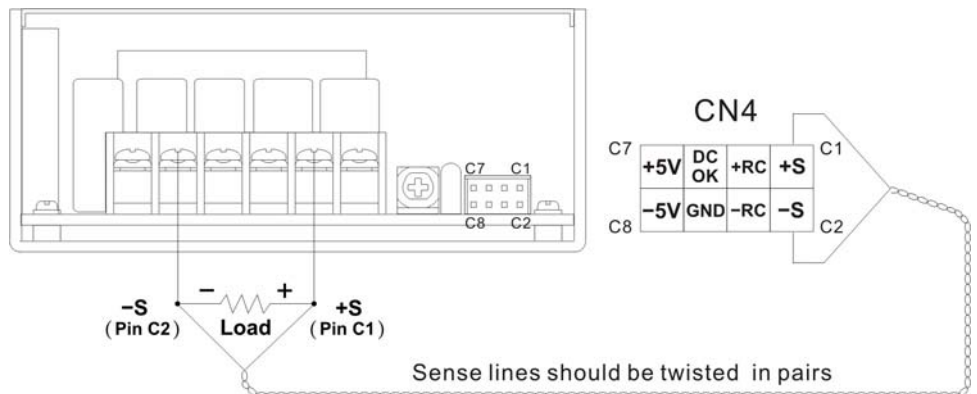 CN4
C7 C1
C8 C2
C7 C1
+5V DC OK +RC +S
−5V GND −RC −S
C8 C2
− +
−S
(Pin C2)
Load
+S
(Pin C1)
Sense lines should be twisted in pairs